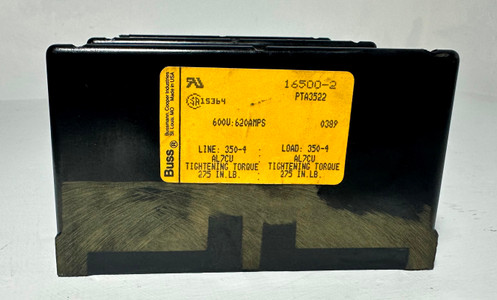 Buss®
Bussmann Cooper Industries
St. Louis, MO Made in USA
16500-2
15364
PTA3522
600V:620AMPS 0389
LINE: 350-4 LOAD: 350-4
AL7CU AL7CU
TIGHTENING TORQUE TIGHTENING TORQUE
275 IN.LB. 275 IN.LB.